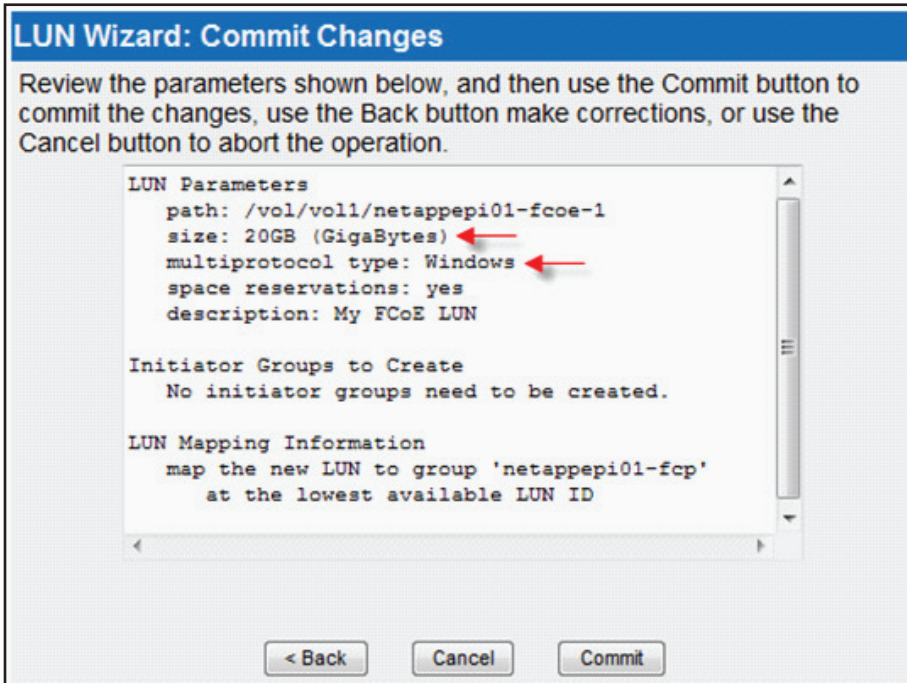 LUN Wizard: Commit Changes
Review the parameters shown below, and then use the Commit button to
commit the changes, use the Back button make corrections, or use the
Cancel button to abort the operation.
LUN Parameters
path: /vol/vol1/netappepi01-fcoe-1
size: 20GB (GigaBytes)
multiprotocol type: Windows
space reservations: yes
description: My FCoE LUN
Initiator Groups to Create
No initiator groups need to be created.
LUN Mapping Information
map the new LUN to group 'netappepi01-fcp'
at the lowest available LUN ID
< Back Cancel Commit